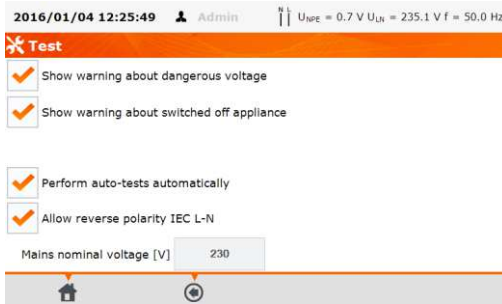 2016/01/04 12:25:49 Admin N L UNPE = 0.7 V ULN = 235.1 V f = 50.0 Hz
Test
Show warning about dangerous voltage
Show warning about switched off appliance
Perform auto-tests automatically
Allow reverse polarity IEC L-N
Mains nominal voltage [V] 230